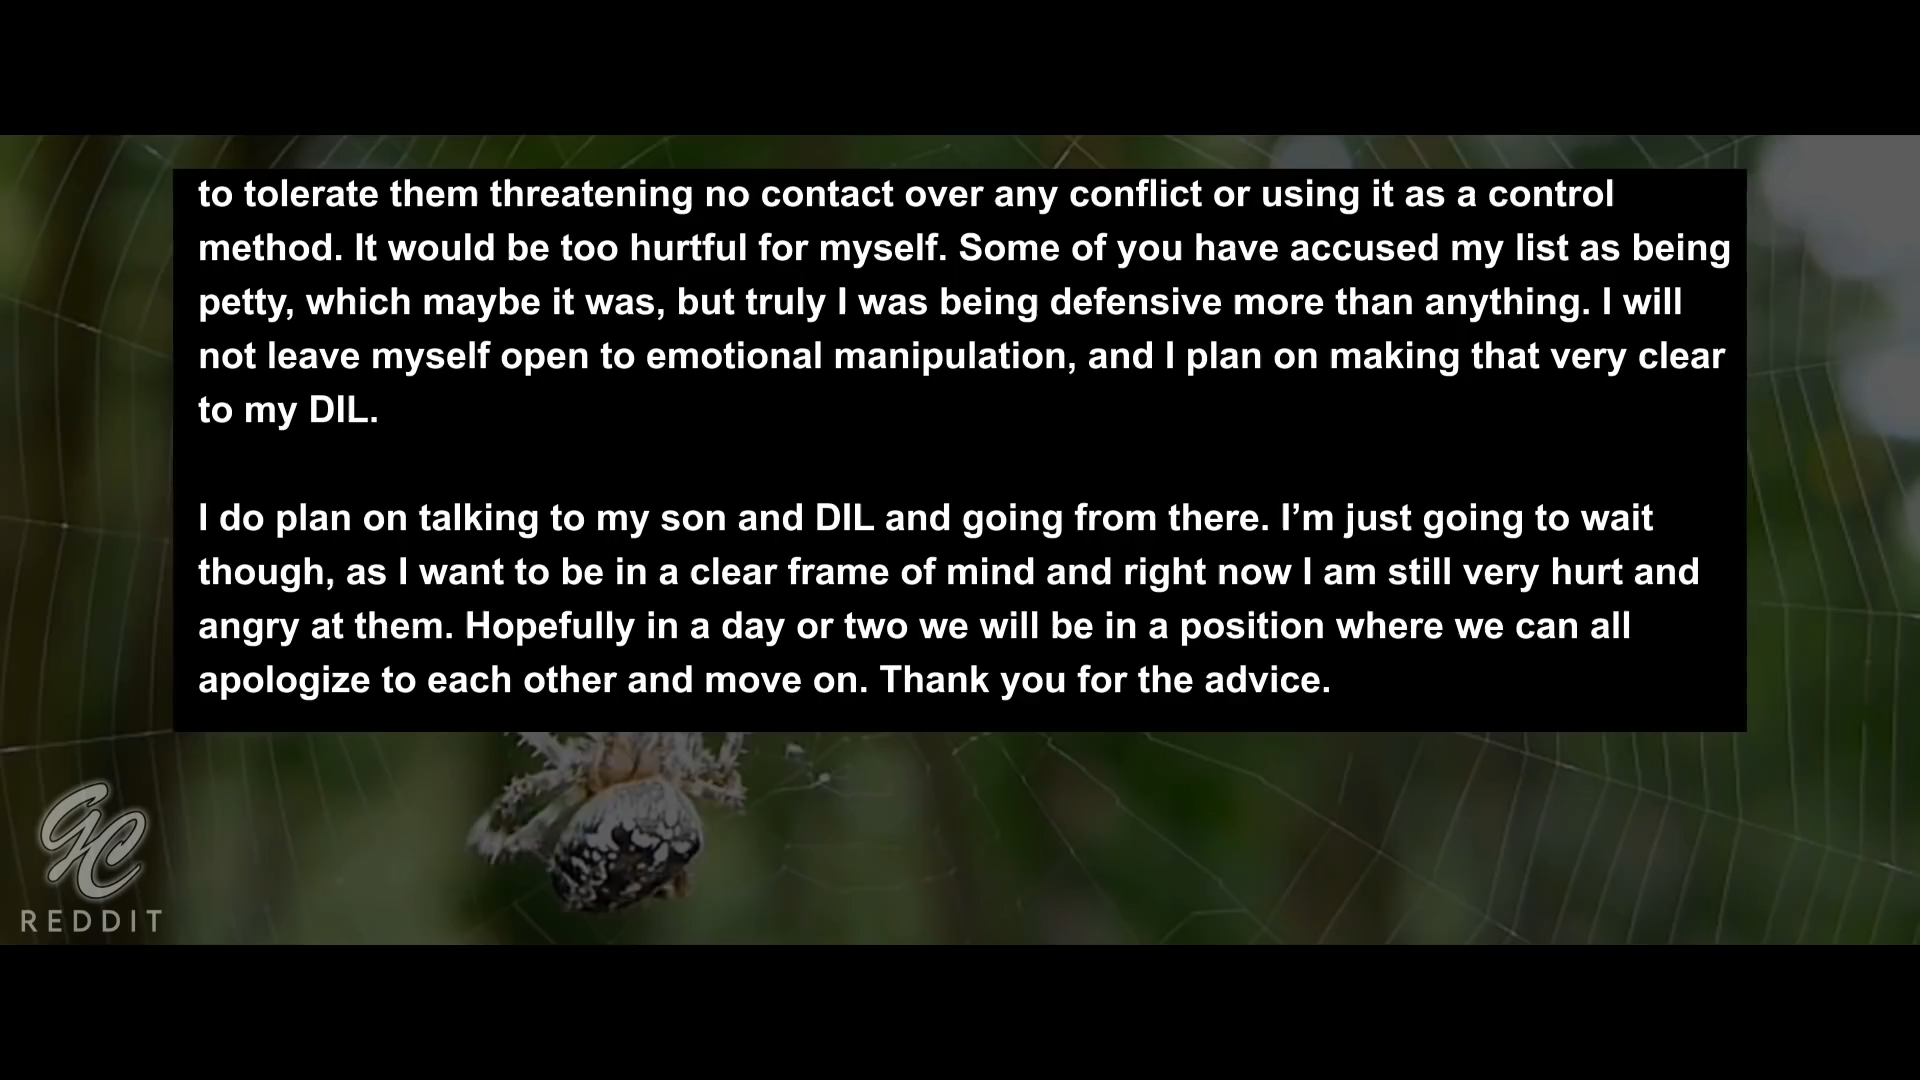 to tolerate them threatening no contact over any conflict or using it as a control
method. It would be too hurtful for myself. Some of you have accused my list as being
petty, which maybe it was, but truly I was being defensive more than anything. I will
not leave myself open to emotional manipulation, and I plan on making that very clear
to my DIL.
I do plan on talking to my son and DIL and going from there. I’m just going to wait
though, as I want to be in a clear frame of mind and right now I am still very hurt and
angry at them. Hopefully in a day or two we will be in a position where we can all
apologize to each other and move on. Thank you for the advice.
GC
REDDIT